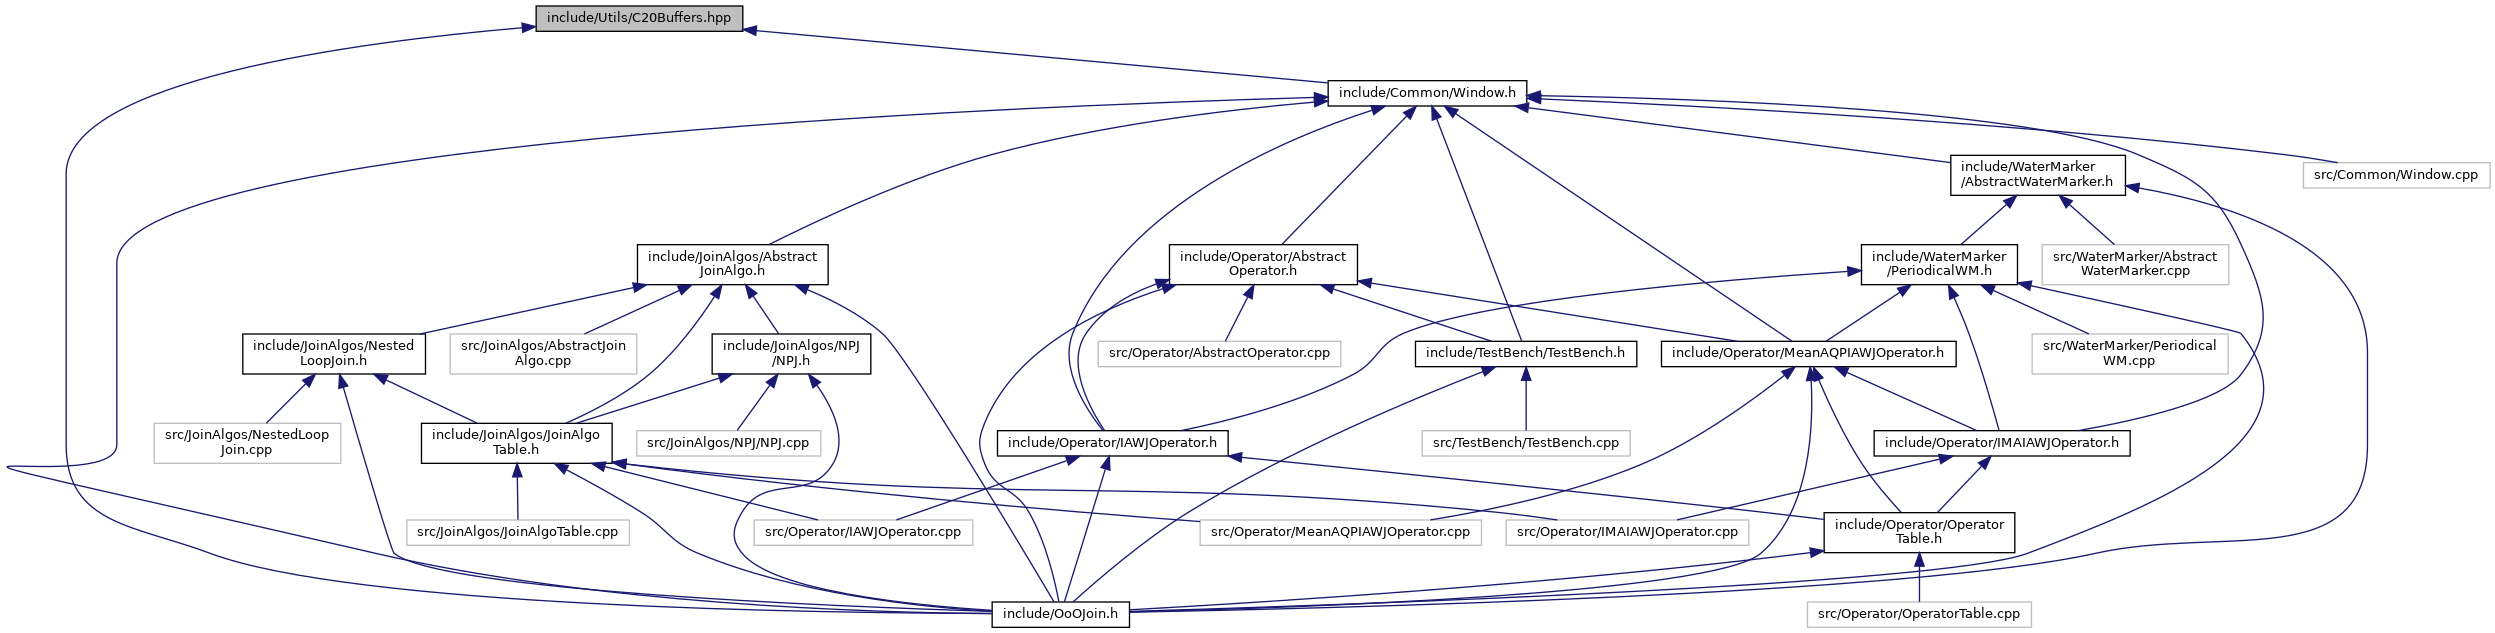 include/Utils/C20Buffers.hpp
include/Common/Window.h
include/WaterMarker
/AbstractWaterMarker.h
src/Common/Window.cpp
include/JoinAlgos/Abstract
JoinAlgo.h
include/Operator/Abstract
Operator.h
include/WaterMarker
/PeriodicalWM.h
src/WaterMarker/Abstract
WaterMarker.cpp
include/JoinAlgos/Nested
LoopJoin.h
src/JoinAlgos/AbstractJoin
Algo.cpp
include/JoinAlgos/NPJ
/NPJ.h
src/Operator/AbstractOperator.cpp
include/TestBench/TestBench.h
include/Operator/MeanAQPIAWJOperator.h
src/WaterMarker/Periodical
WM.cpp
src/JoinAlgos/NestedLoop
Join.cpp
include/JoinAlgos/JoinAlgo
Table.h
src/JoinAlgos/NPJ/NPJ.cpp
include/Operator/IAWJOperator.h
src/TestBench/TestBench.cpp
include/Operator/IMAIAWJOperator.h
src/JoinAlgos/JoinAlgoTable.cpp
src/Operator/IAWJOperator.cpp
src/Operator/MeanAQPIAWJOperator.cpp
src/Operator/IMAIAWJOperator.cpp
include/Operator/Operator
Table.h
include/OoOJoin.h
src/Operator/OperatorTable.cpp